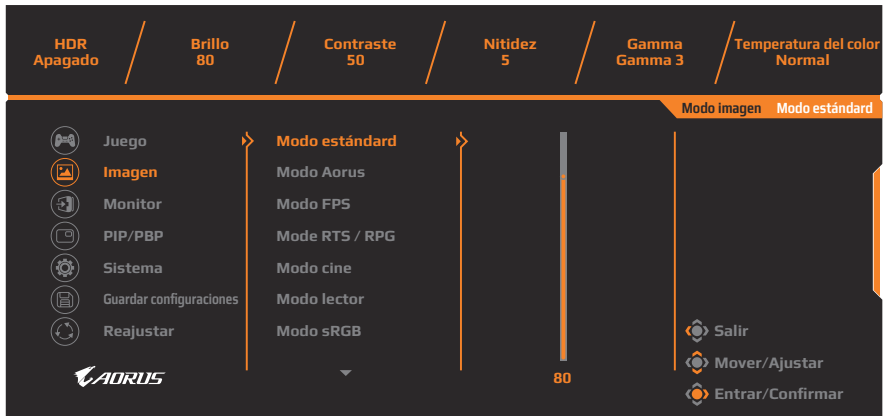 HDR Brillo Contraste Nitidez Gamma Temperatura del color
Apagado 80 50 5 Gamma 3 Normal
Modo imagen Modo estándard
Juego Modo estándard
Imagen Modo Aorus
Monitor Modo FPS
PIP/PBP Mode RTS / RPG
Sistema Modo cine
Guardar configuraciones Modo lector
Reajustar Modo sRGB
Salir
Mover/Ajustar
AORUS 80
Entrar/Confirmar